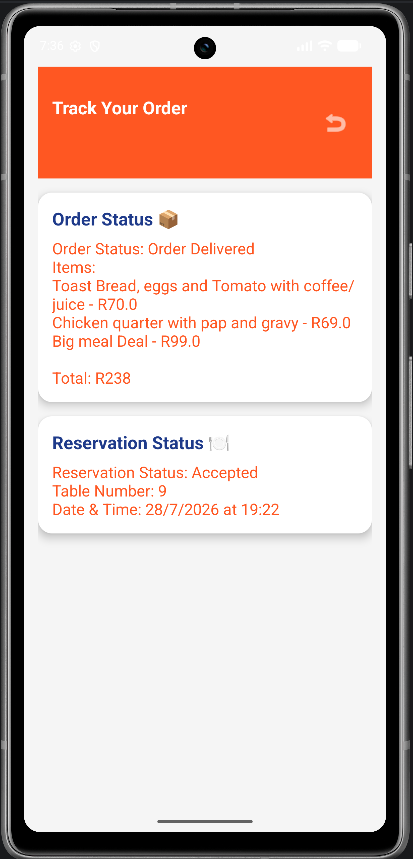 7:36
Track Your Order
Order Status 📦
Order Status: Order Delivered
Items:
Toast Bread, eggs and Tomato with coffee/
juice - R70.0
Chicken quarter with pap and gravy - R69.0
Big meal Deal - R99.0
Total: R238
Reservation Status 🍽️
Reservation Status: Accepted
Table Number: 9
Date & Time: 28/7/2026 at 19:22